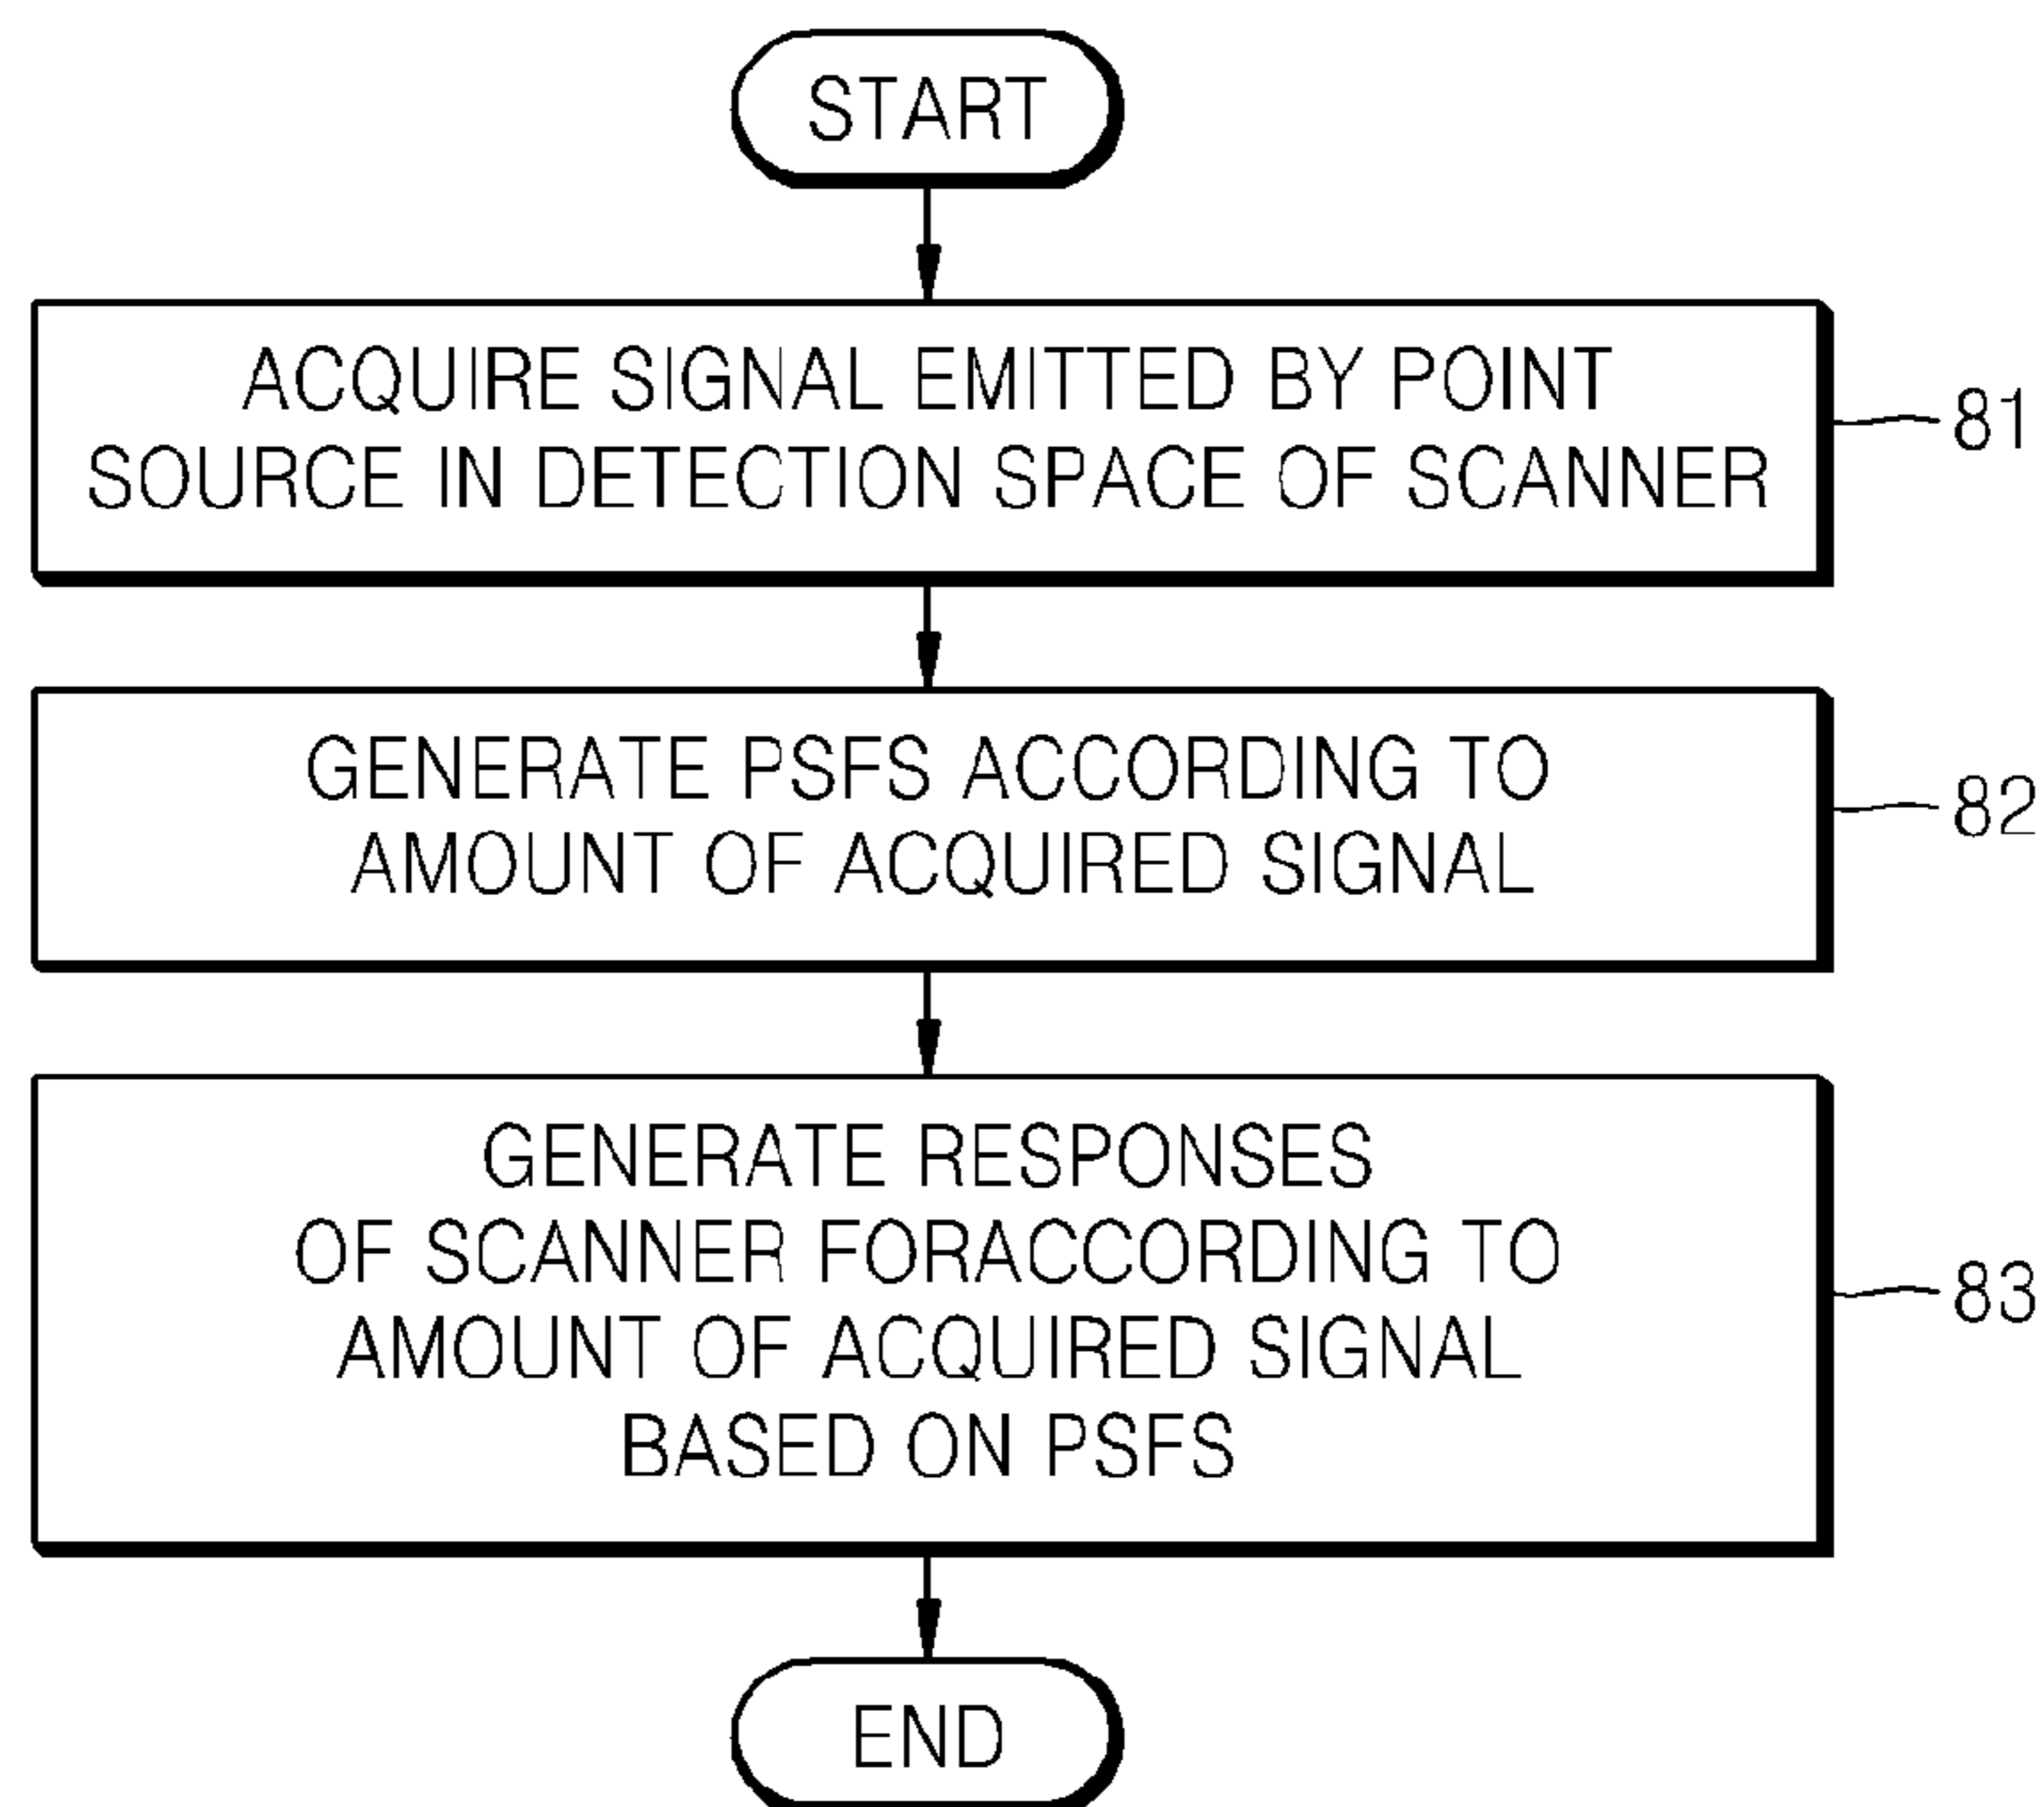 START
ACQUIRE SIGNAL EMITTED BY POINT
SOURCE IN DETECTION SPACE OF SCANNER
81
GENERATE PSFS ACCORDING TO
AMOUNT OF ACQUIRED SIGNAL
82
GENERATE RESPONSES
OF SCANNER FORACCORDING TO
AMOUNT OF ACQUIRED SIGNAL
BASED ON PSFS
83
END